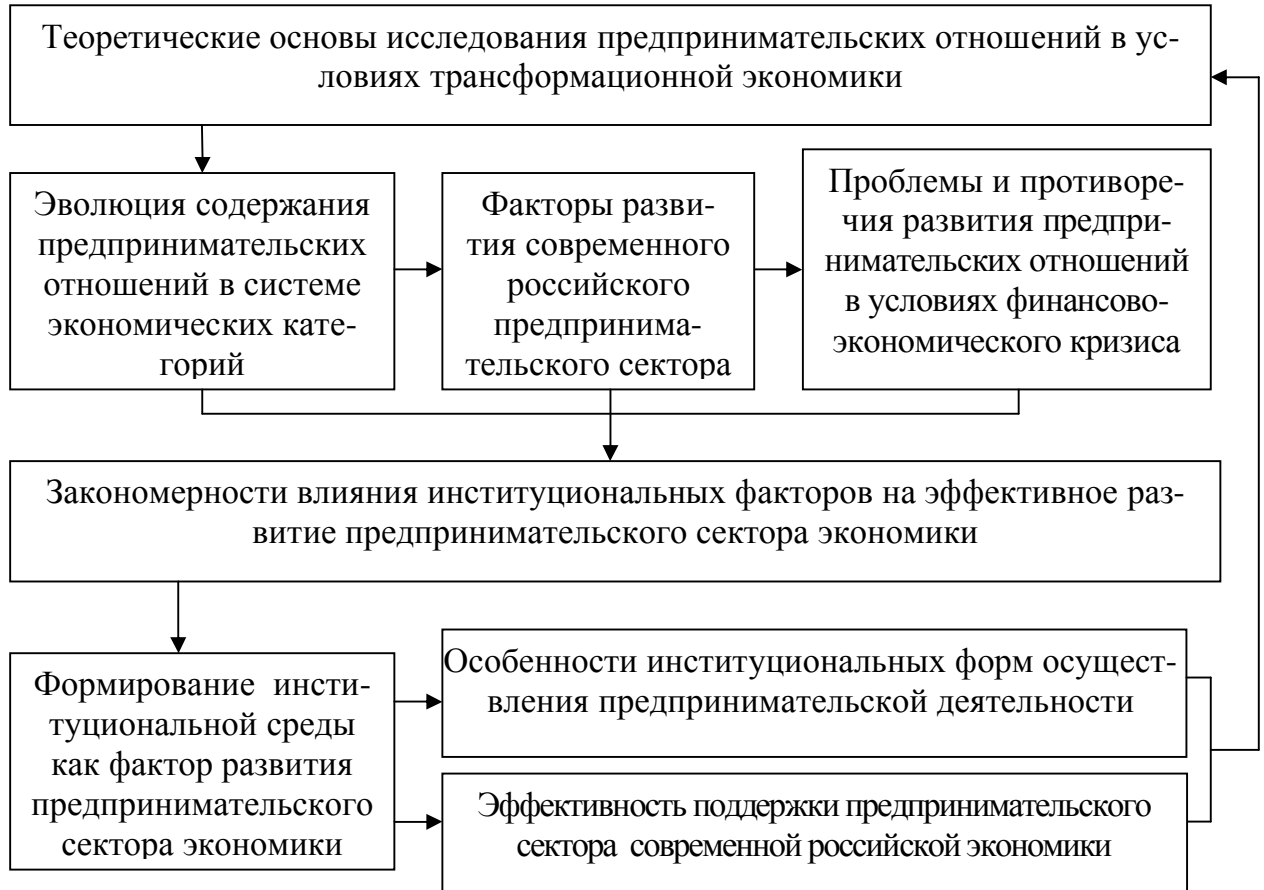 Теоретические основы исследования предпринимательских отношений в ус-
ловиях трансформационной экономики
Эволюция содержания
предпринимательских
отношений в системе
экономических кате-
горий
Факторы разви-
тия современного
российского
предпринима-
тельского сектора
Проблемы и противоре-
чия развития предпри-
нимательских отношений
в условиях финансово-
экономического кризиса
Закономерности влияния институциональных факторов на эффективное раз-
витие предпринимательского сектора экономики
Формирование инсти-
туциональной среды
как фактор развития
предпринимательского
сектора экономики
Особенности институциональных форм осущест-
вления предпринимательской деятельности
Эффективность поддержки предпринимательского
сектора современной российской экономики